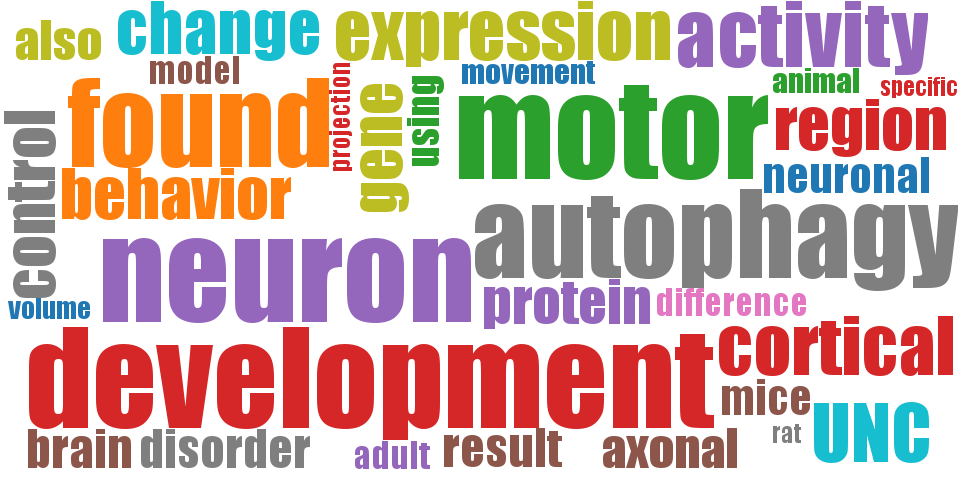 also
change
expression
activity
model
movement
animal
specific
found
projection
gene
using
motor
region
control
behavior
neuronal
autophagy
neuron
volume
protein
difference
development
cortical
mice
UNC
rat
brain
disorder
adult
result
axonal